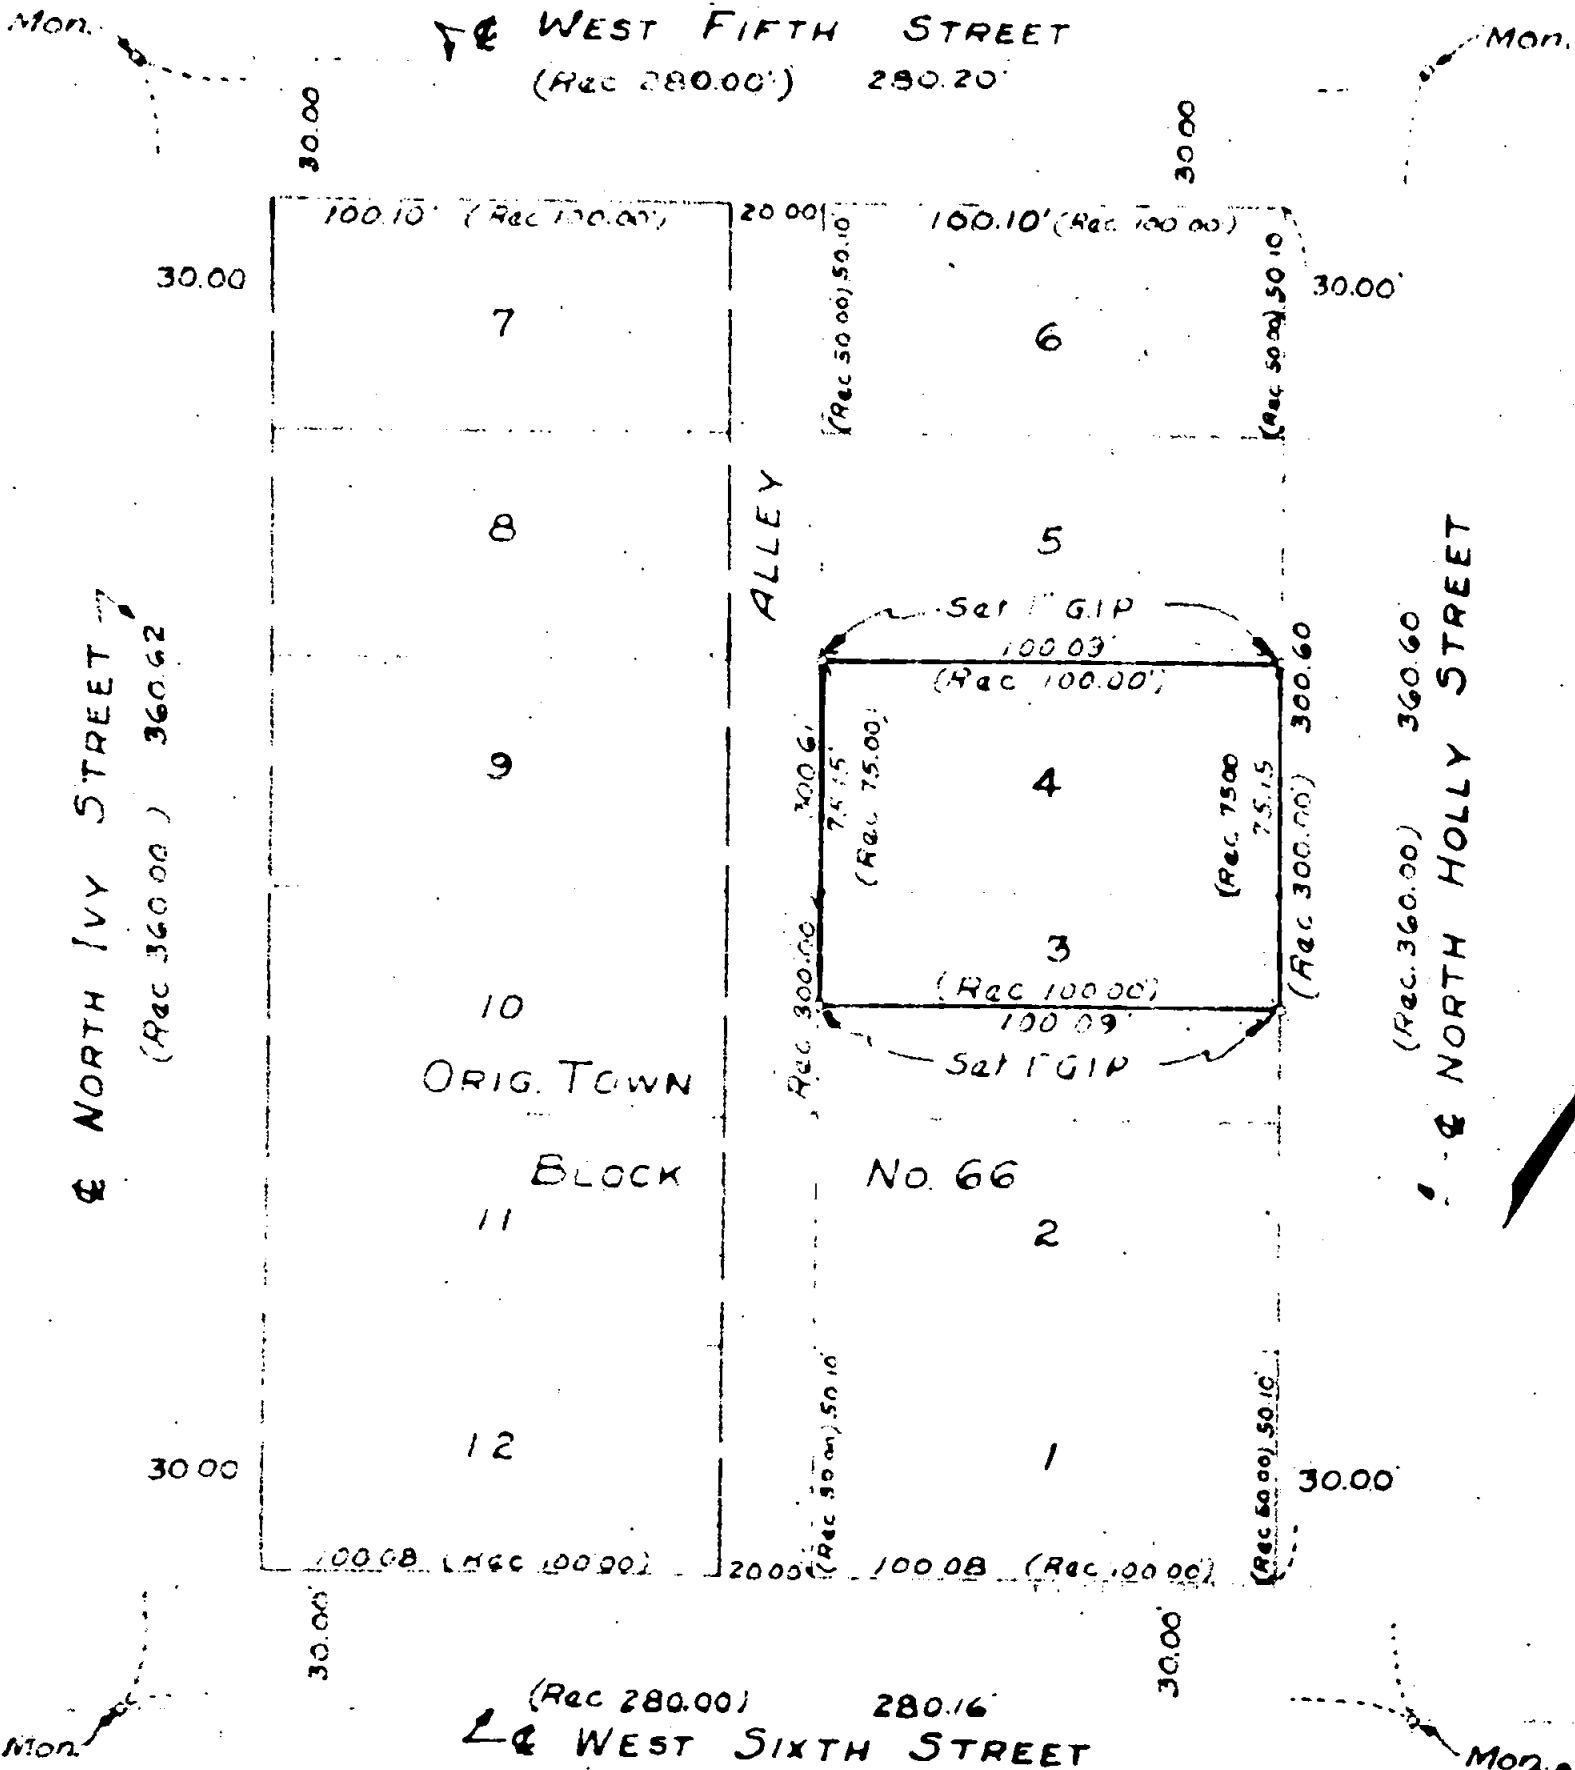 Mon.
℄ WEST FIFTH STREET
Mon.
(Rec 280.00') 280.20'
30.00
30.00
100.10' (Rec 100.00')
20.00
100.10' (Rec 100.00')
30.00
(Rec 50.00) 50.10
(Rec 50.00) 50.10
30.00'
7
6
8
ALLEY
5
Set 1" G.I.P
100.09'
(Rec 100.00')
℄ NORTH IVY STREET
(Rec 360.00) 360.62'
9
300.61
Rec 300.00
75.15'
(Rec 75.00)
4
(Rec 75.00
75.15
300.60
(Rec 300.00')
360.60
(Rec. 360.00)
℄ NORTH HOLLY STREET
10
3
(Rec 100.00')
100.09'
Set 1" GIP
ORIG. TOWN
BLOCK No. 66
11
2
12
1
(Rec 50.00) 50.10'
(Rec 50.00) 50.10'
30.00
30.00'
100.08 (Rec 100.00)
20.00
100.08 (Rec 100.00)
30.00'
30.00'
(Rec 280.00) 280.16'
℄ WEST SIXTH STREET
Mon.
Mon.